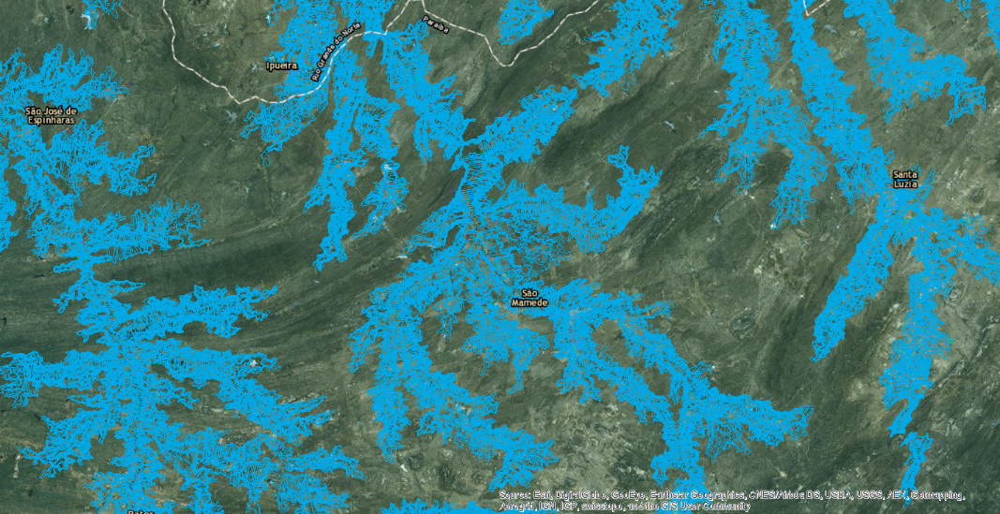 Paraíba
Rio Grande do Norte
Ipueira
São José de
Espinharas
Santa
Luzia
São
Mamede
Source: Esri, DigitalGlobe, GeoEye, Earthstar Geographics, CNES/Airbus DS, USDA, USGS, AEX, Getmapping,
Aerogrid, IGN, IGP, swisstopo, and the GIS User Community